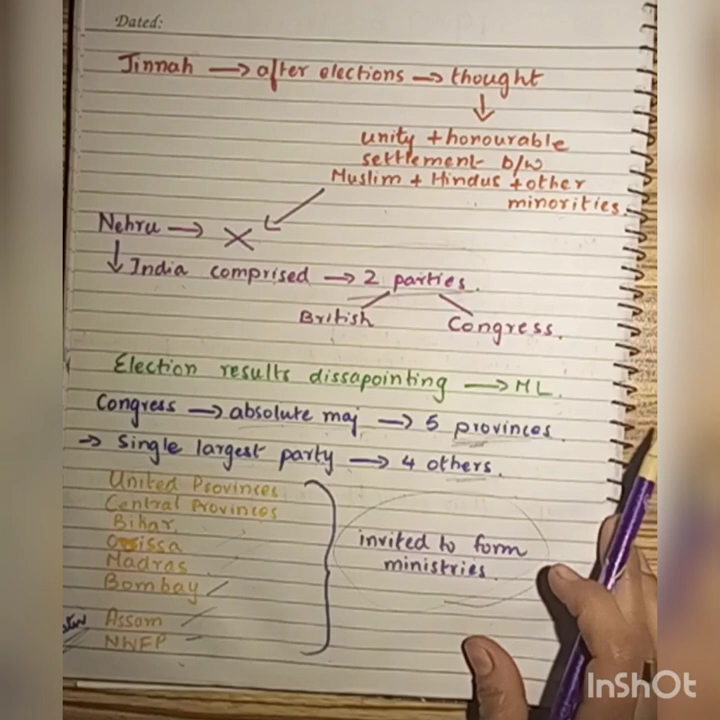 Dated:
Jinnah → after elections → thought
↓
unity + honourable
settlement b/w
Muslim + Hindus + other
minorities.
Nehru → X
↓ India comprised → 2 parties.
British
Congress.
Election results dissapointing → ML.
Congress → absolute maj → 5 provinces.
→ Single largest party → 4 others.
United Provinces
Central Provinces
Bihar
Orissa
Madras
Bombay
Assam
NWFP
invited to form
ministries.
InShOt